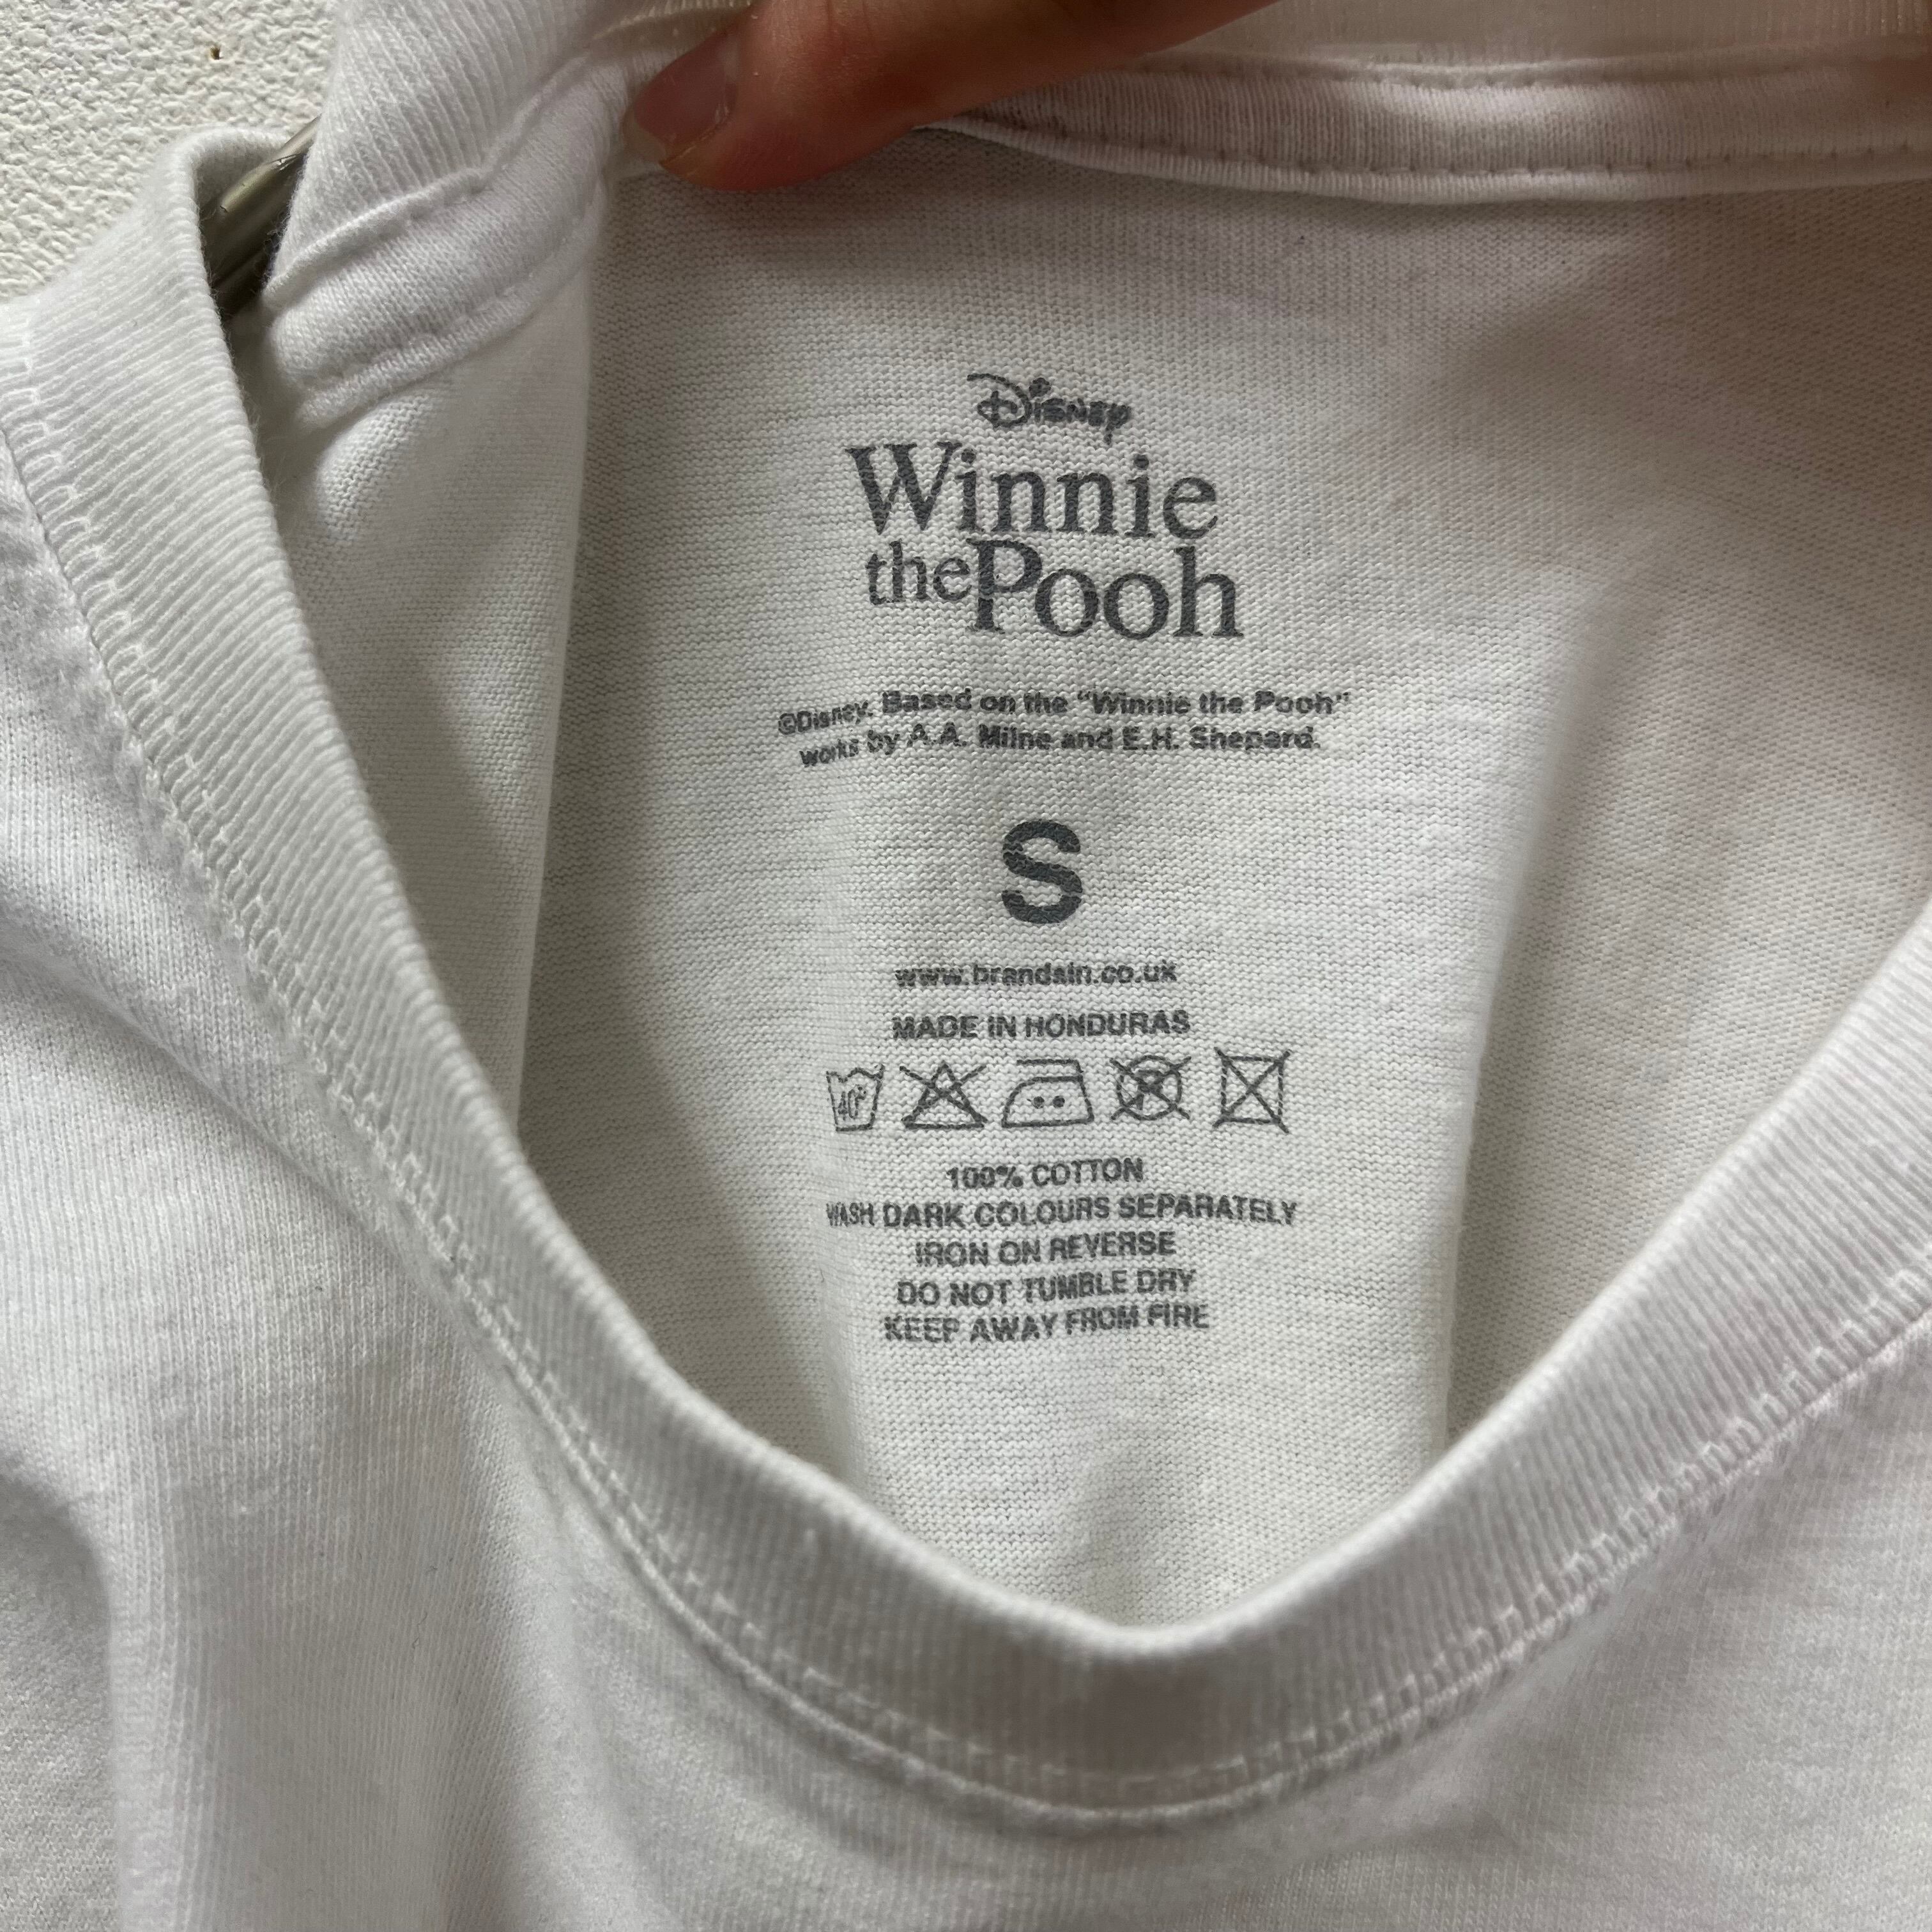 Disney
Winnie
the Pooh
©Disney. Based on the “Winnie the Pooh”
works by A.A. Milne and E.H. Shepard.
S
www.brandsin.co.uk
MADE IN HONDURAS
40° P
100% COTTON
WASH DARK COLOURS SEPARATELY
IRON ON REVERSE
DO NOT TUMBLE DRY
KEEP AWAY FROM FIRE